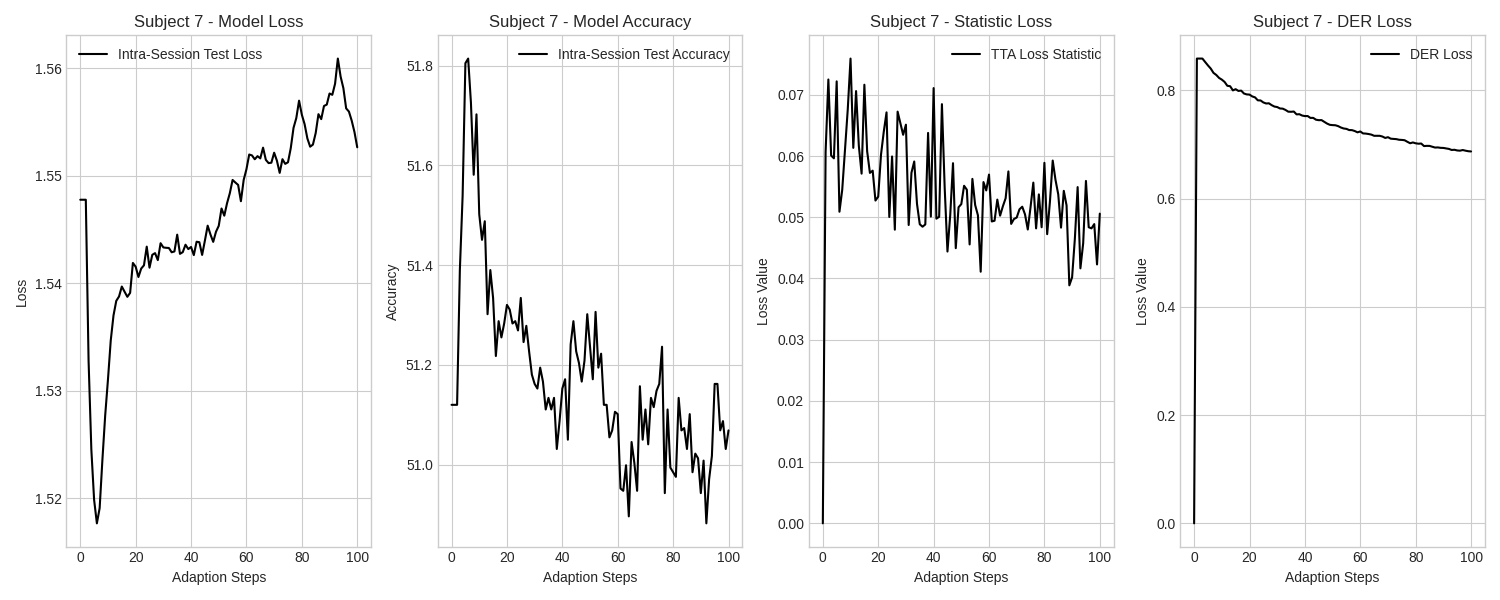 Subject 7 - Model Loss
Intra-Session Test Loss
Loss
1.56
1.55
1.54
1.53
1.52
0 20 40 60 80 100
Adaption Steps
Subject 7 - Model Accuracy
Intra-Session Test Accuracy
Accuracy
51.8
51.6
51.4
51.2
51.0
0 20 40 60 80 100
Adaption Steps
Subject 7 - Statistic Loss
TTA Loss Statistic
Loss Value
0.07
0.06
0.05
0.04
0.03
0.02
0.01
0.00
0 20 40 60 80 100
Adaption Steps
Subject 7 - DER Loss
DER Loss
Loss Value
0.8
0.6
0.4
0.2
0.0
0 20 40 60 80 100
Adaption Steps